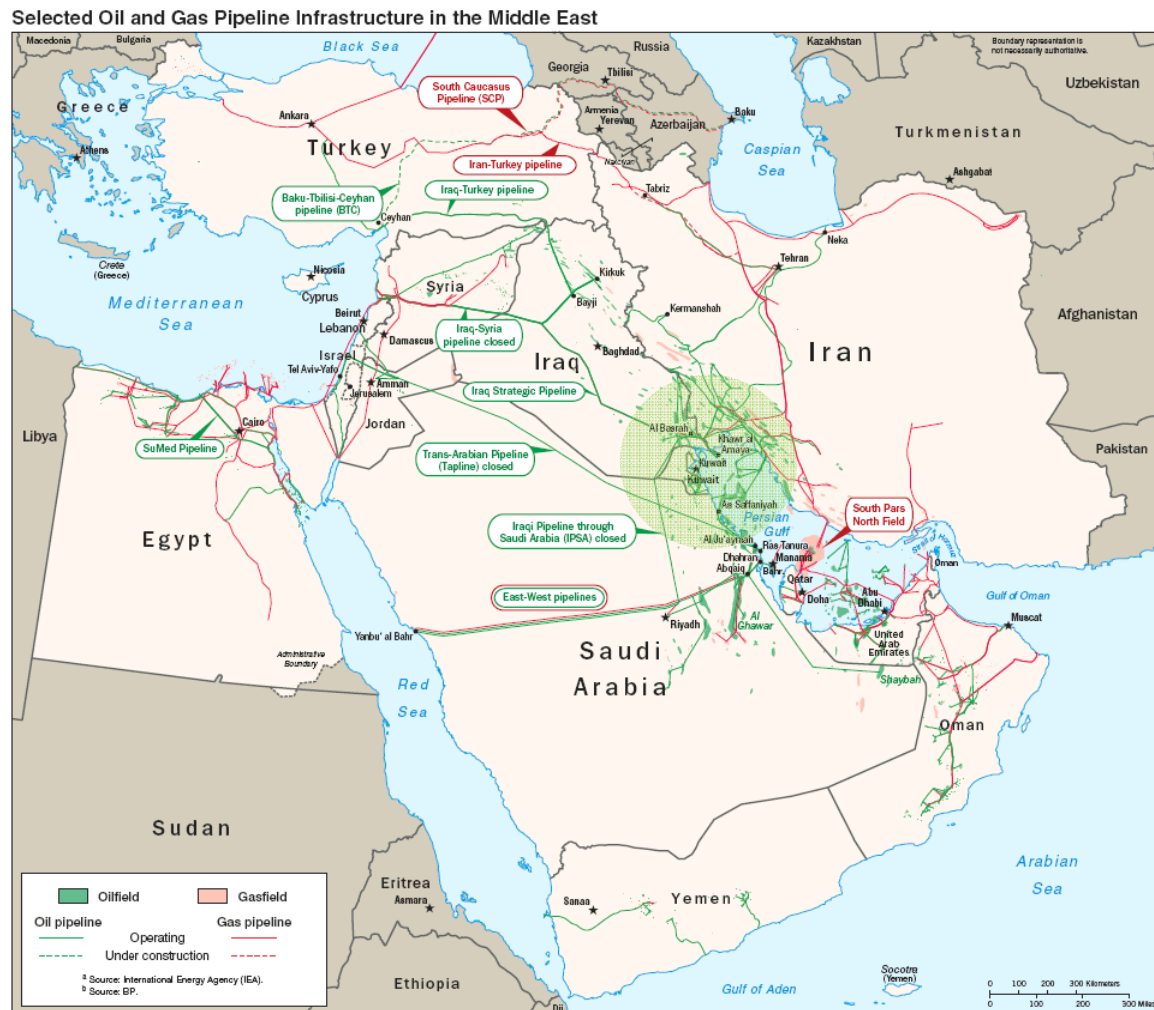 Selected Oil and Gas Pipeline Infrastructure in the Middle East
Macedonia
Bulgaria
Black Sea
Russia
Kazakhstan
Boundary representation is
not necessarily authoritative.
Georgia
Tbilisi
Uzbekistan
Greece
Athens
Ankara
Turkey
South Caucasus
Pipeline (SCP)
Armenia
Yerevan
Azerbaijan
Baku
Turkmenistan
Caspian
Sea
Ashgabat
Iran-Turkey pipeline
Naxçivan
Tabriz
Baku-Tbilisi-Ceyhan
pipeline (BTC)
Iraq-Turkey pipeline
Ceyhan
Neka
Tehran
Crete
(Greece)
Nicosia
Cyprus
Mediterranean
Sea
Syria
Kirkuk
Bayji
Kermanshah
Afghanistan
Beirut
Lebanon
Damascus
Iraq-Syria
pipeline closed
Iraq
Baghdad
Iran
Israel
Tel Aviv-Yafo
Jerusalem
Amman
Jordan
Iraq Strategic Pipeline
Libya
Cairo
SuMed Pipeline
Al Basrah
Khawr al
Amaya
Kuwait
Kuwait
Pakistan
Trans-Arabian Pipeline
(Tapline) closed
As Saffaniyah
Persian
Gulf
South Pars
North Field
Egypt
Iraqi Pipeline through
Saudi Arabia (IPSA) closed
Al Ju'aymah
Ras Tanura
Dhahran
Manama
Abqaiq
Bahr.
Strait of Hormuz
Oman
Qatar
Doha
Abu
Dhabi
Gulf of Oman
East-West pipelines
Al
Ghawar
Riyadh
United
Arab
Emirates
Muscat
Yanbu' al Bahr
Saudi
Arabia
Administrative
Boundary
Shaybah
Red
Sea
Oman
Sudan
Arabian
Sea
Eritrea
Asmara
Sanaa
Yemen
Oilfield
Gasfield
Oil pipeline
Gas pipeline
Operating
Under construction
a Source: International Energy Agency (IEA).
b Source: BP.
Ethiopia
Dji
Gulf of Aden
Socotra
(Yemen)
0 100 200 300 Kilometers
0 100 200 300 Miles